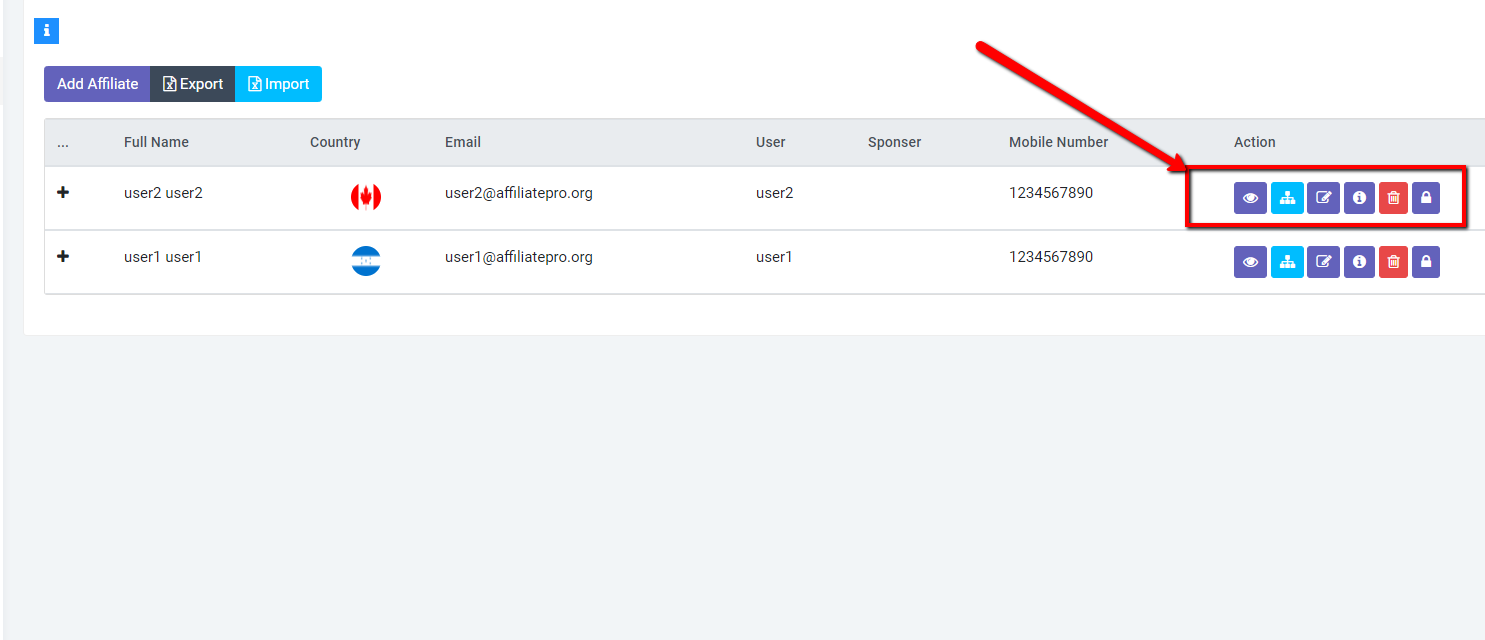 Add Affiliate Export Import
... Full Name Country Email User Sponser Mobile Number Action
user2 user2 user2@affiliatepro.org user2 1234567890
user1 user1 user1@affiliatepro.org user1 1234567890